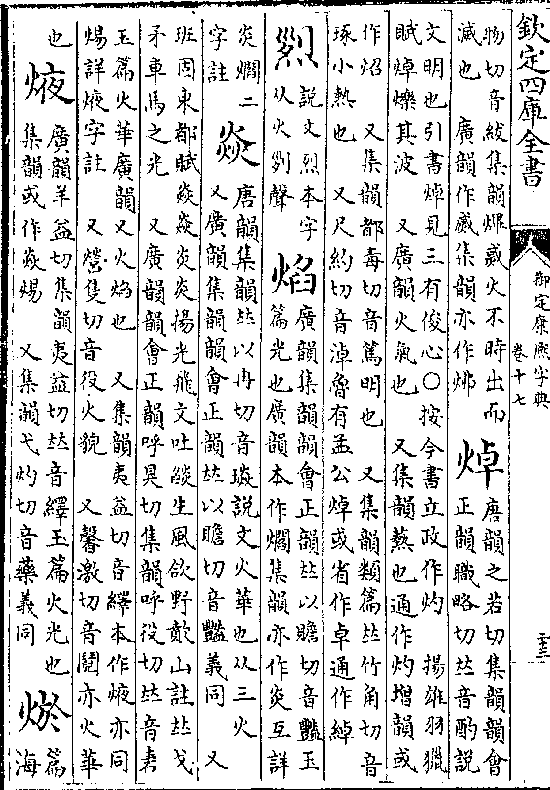 欽定四庫全書
御定康熙字典
卷十七
物切音紱集韻㷸烕火不時出而
滅也　廣韻作烕集韻亦作炥
焯
唐韻之若切集韻韻會
正韻職略切𠀤音酌說
文明也引書焯見三有俊心〇按今書立政作灼　揚雄羽獵
賦焯爍其波　又廣韻火氣也　又集韻爇也通作灼增韻或
作炤　又集韻都毒切音篤明也　又集韻類篇𠀤竹角切音
琢小熱也　又尺約切音淖魯有孟公焯或省作卓通作綽
𤈘
說文烈本字
从火𠛱聲
焰
廣韻集韻韻會正韻𠀤以贍切音豔玉
篇光也廣韻本作爓集韻亦作炎互詳
炎爓二
字註
焱
唐韻集韻𠀤以冉切音琰說文火華也从三火　又
又廣韻集韻韻會正韻𠀤以贍切音豔義同
班固東都賦焱焱炎炎揚光飛文吐燄生風欱野歕山註𠀤戈
矛車馬之光　又廣韻韻會正韻呼臭切集韻呼役切𠀤音砉
玉篇火華廣韻又火焰也　又集韻夷益切音繹本作焲亦同
焬詳焲字註　又營隻切音役火貌　又馨激切音鬩亦火華
也
焲
廣韻羊益切集韻夷益切𠀤音繹玉篇火光也
集韻或作焱焬　又集韻弋灼切音藥義同
㷀
篇
海